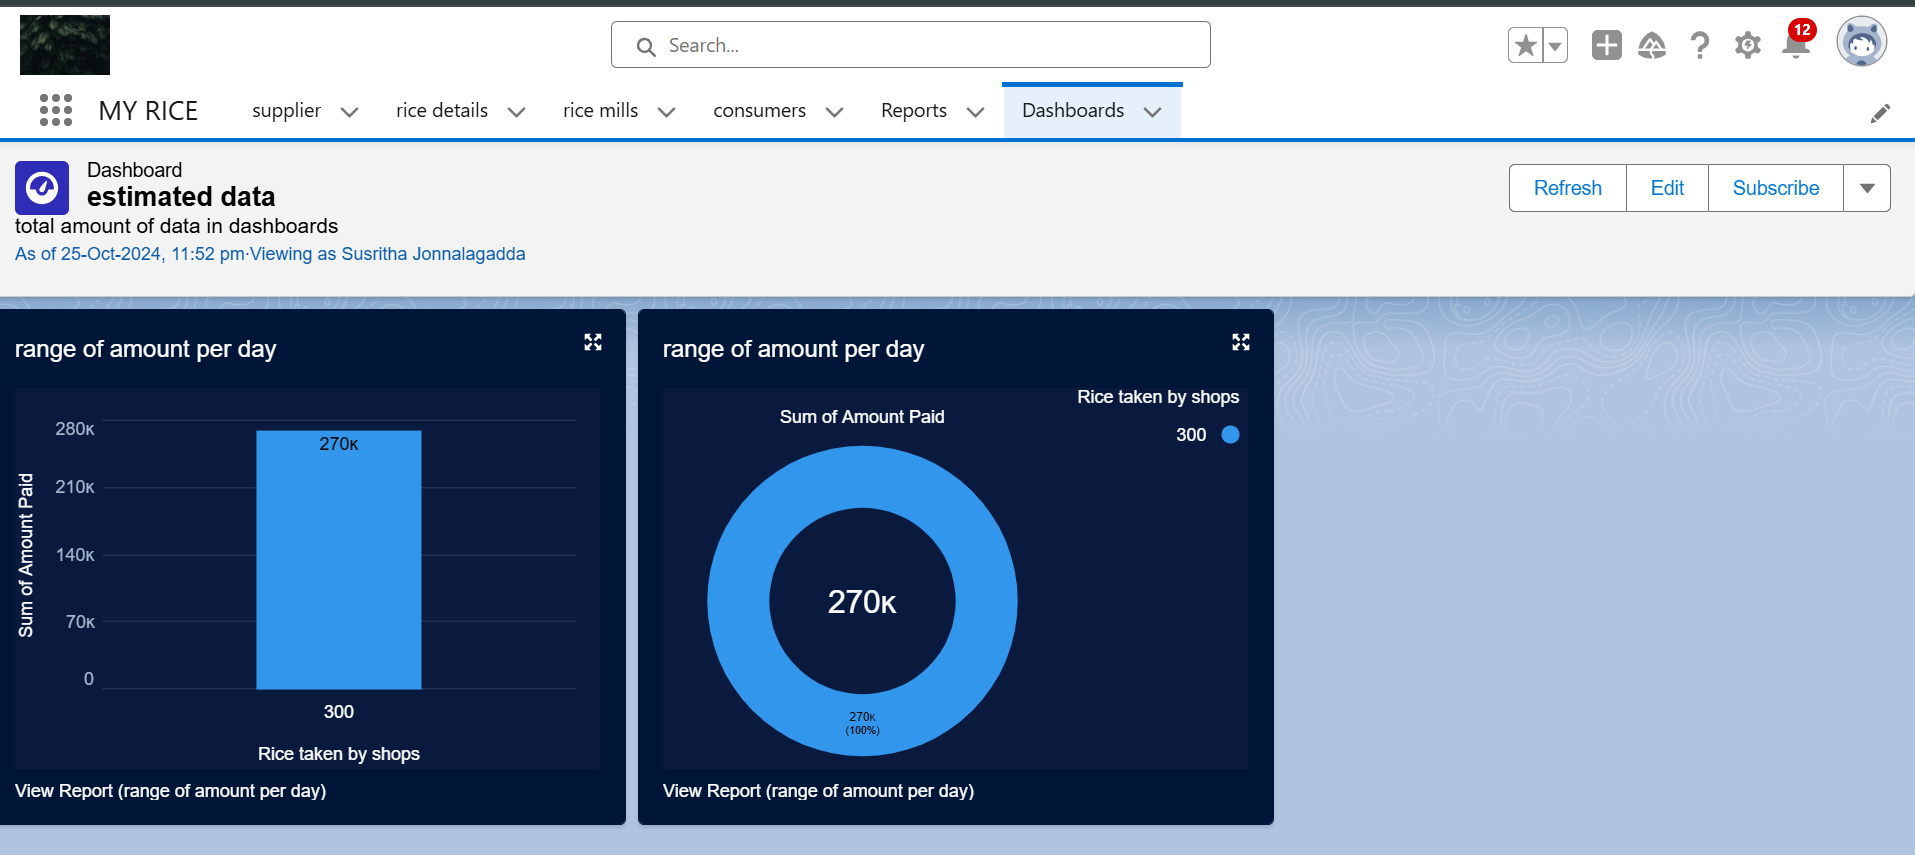 Search...
12
MY RICE
supplier
rice details
rice mills
consumers
Reports
Dashboards
Dashboard
estimated data
total amount of data in dashboards
As of 25-Oct-2024, 11:52 pm·Viewing as Susritha Jonnalagadda
Refresh
Edit
Subscribe
range of amount per day
Sum of Amount Paid
280K
210K
140K
70K
0
270K
300
Rice taken by shops
View Report (range of amount per day)
range of amount per day
Rice taken by shops
300
Sum of Amount Paid
270K
270K
(100%)
View Report (range of amount per day)